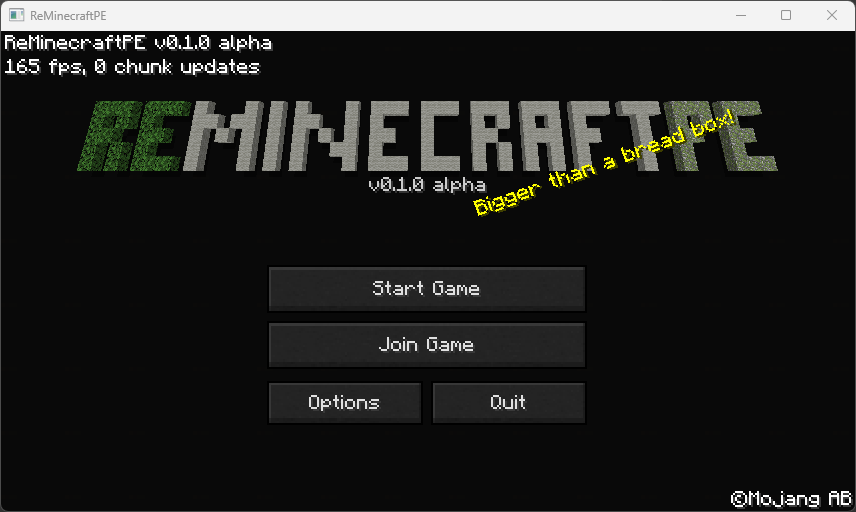 ReMinecraftPE
ReMinecraftPE v0.1.0 alpha
165 fps, 0 chunk updates
REMINECRAFTPE
v0.1.0 alpha
Bigger than a bread box!
Start Game
Join Game
Options
Quit
©Mojang AB